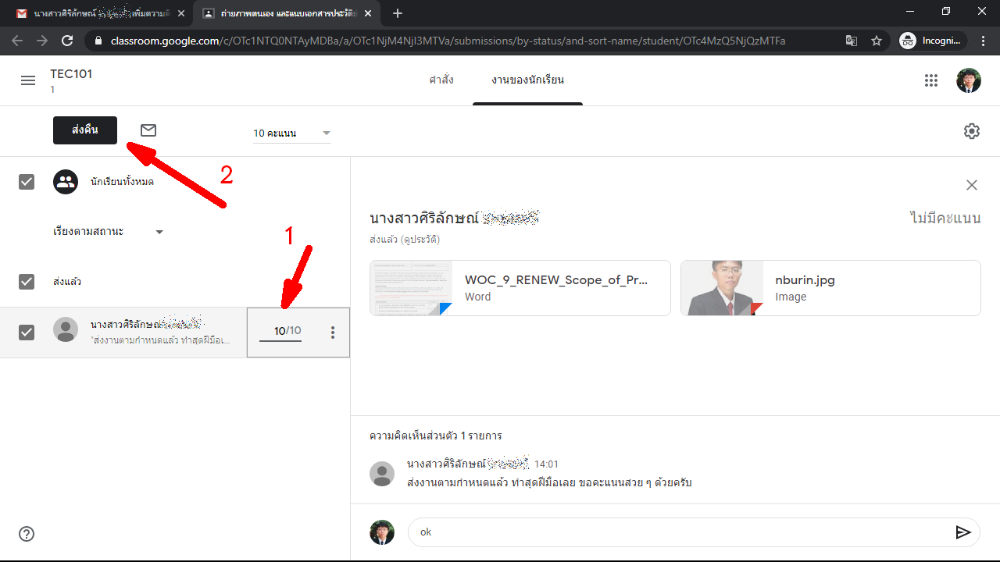 นางสาวศิริลักษณ์ เพิ่มความคิ
ถ่ายภาพตนเอง และแนบเอกสารประวัติย่
classroom.google.com/c/OTc1NTQ0NTAyMDBa/a/OTc1NjM4NjI3MTVa/submissions/by-status/and-sort-name/student/OTc4MzQ5NjQzMTFa
Incogni...
TEC101
1
คำสั่ง
งานของนักเรียน
ส่งคืน
10 คะแนน
2
นักเรียนทั้งหมด
เรียงตามสถานะ
1
ส่งแล้ว
นางสาวศิริลักษณ์
10/10
"ส่งงานตามกำหนดแล้ว ทำสุดฝีมือเ...
นางสาวศิริลักษณ์
ไม่มีคะแนน
ส่งแล้ว (ดูประวัติ)
WOC_9_RENEW_Scope_of_Pr...
Word
nburin.jpg
Image
ความคิดเห็นส่วนตัว 1 รายการ
นางสาวศิริลักษณ์ 14:01
ส่งงานตามกำหนดแล้ว ทำสุดฝีมือเลย ขอคะแนนสวย ๆ ด้วยครับ
ok